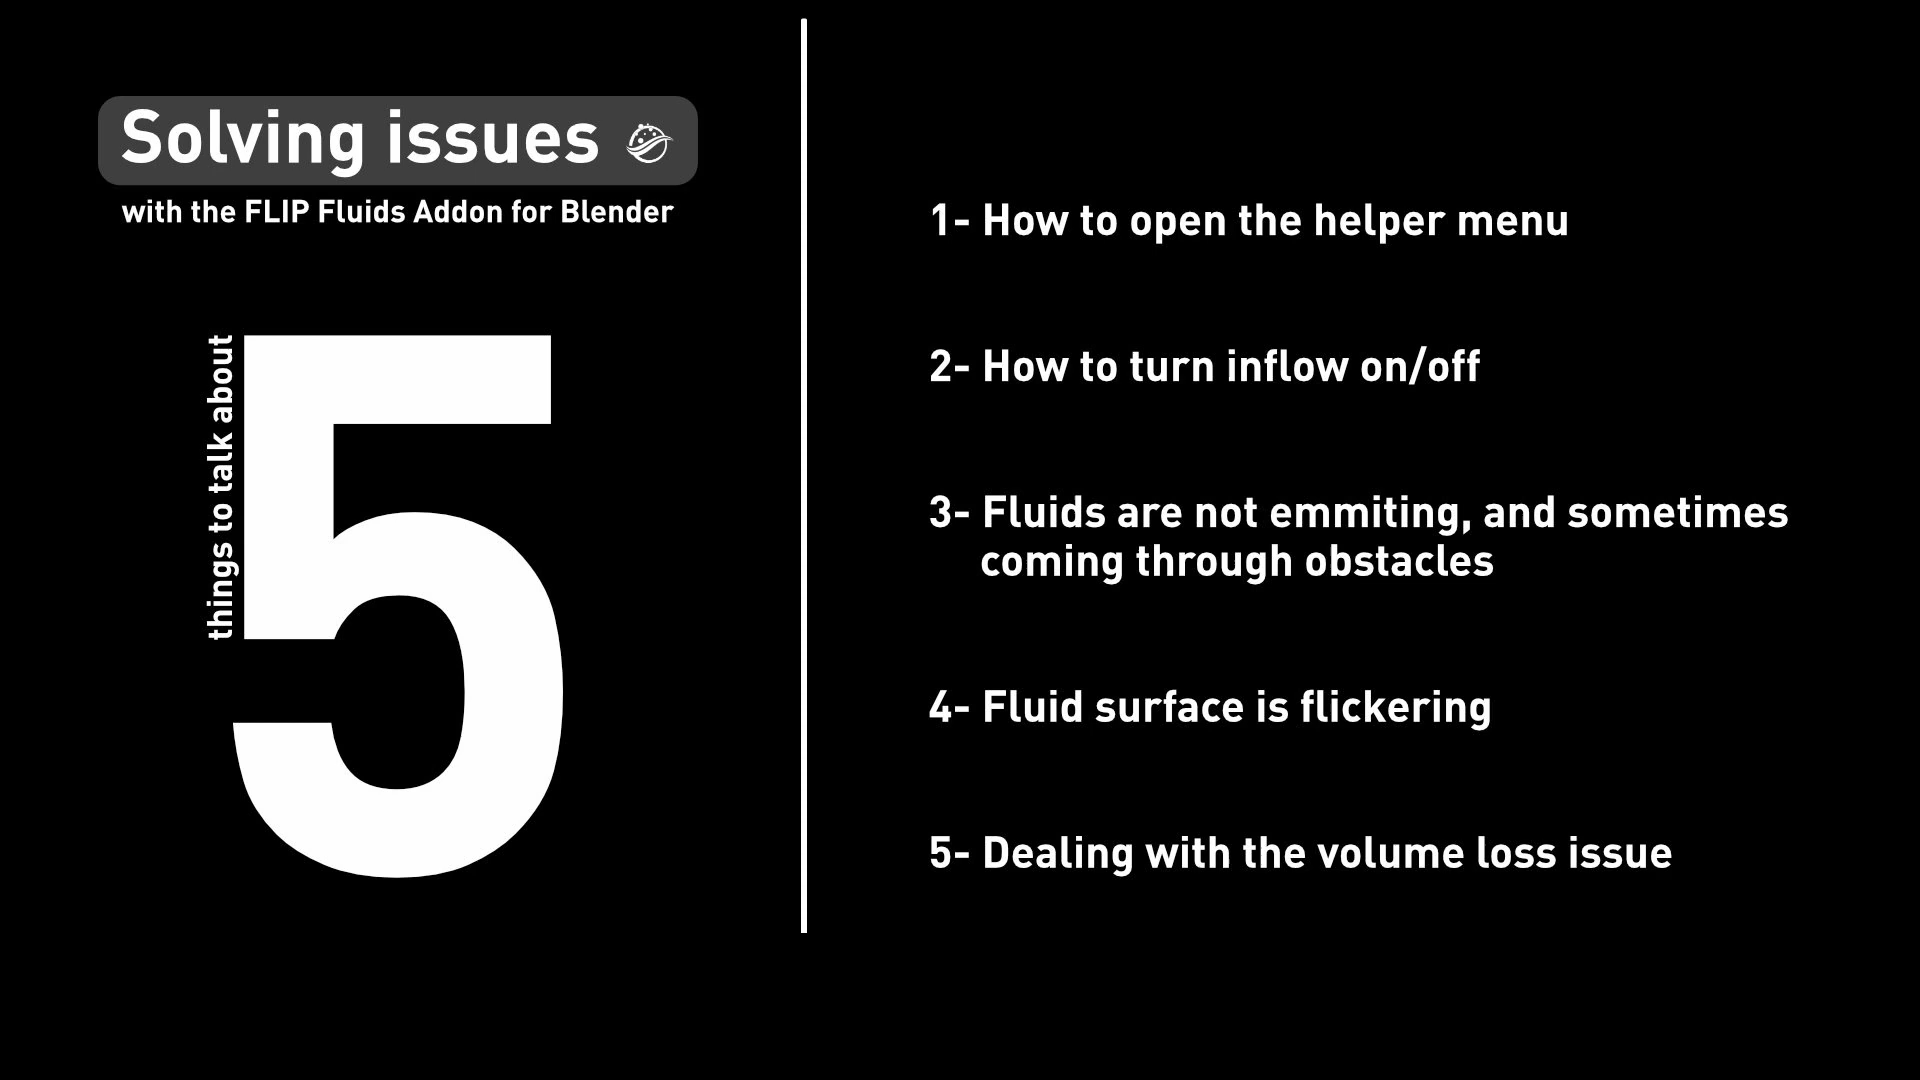 Solving issues
with the FLIP Fluids Addon for Blender
things to talk about
5
1- How to open the helper menu
2- How to turn inflow on/off
3- Fluids are not emmiting, and sometimes
coming through obstacles
4- Fluid surface is flickering
5- Dealing with the volume loss issue